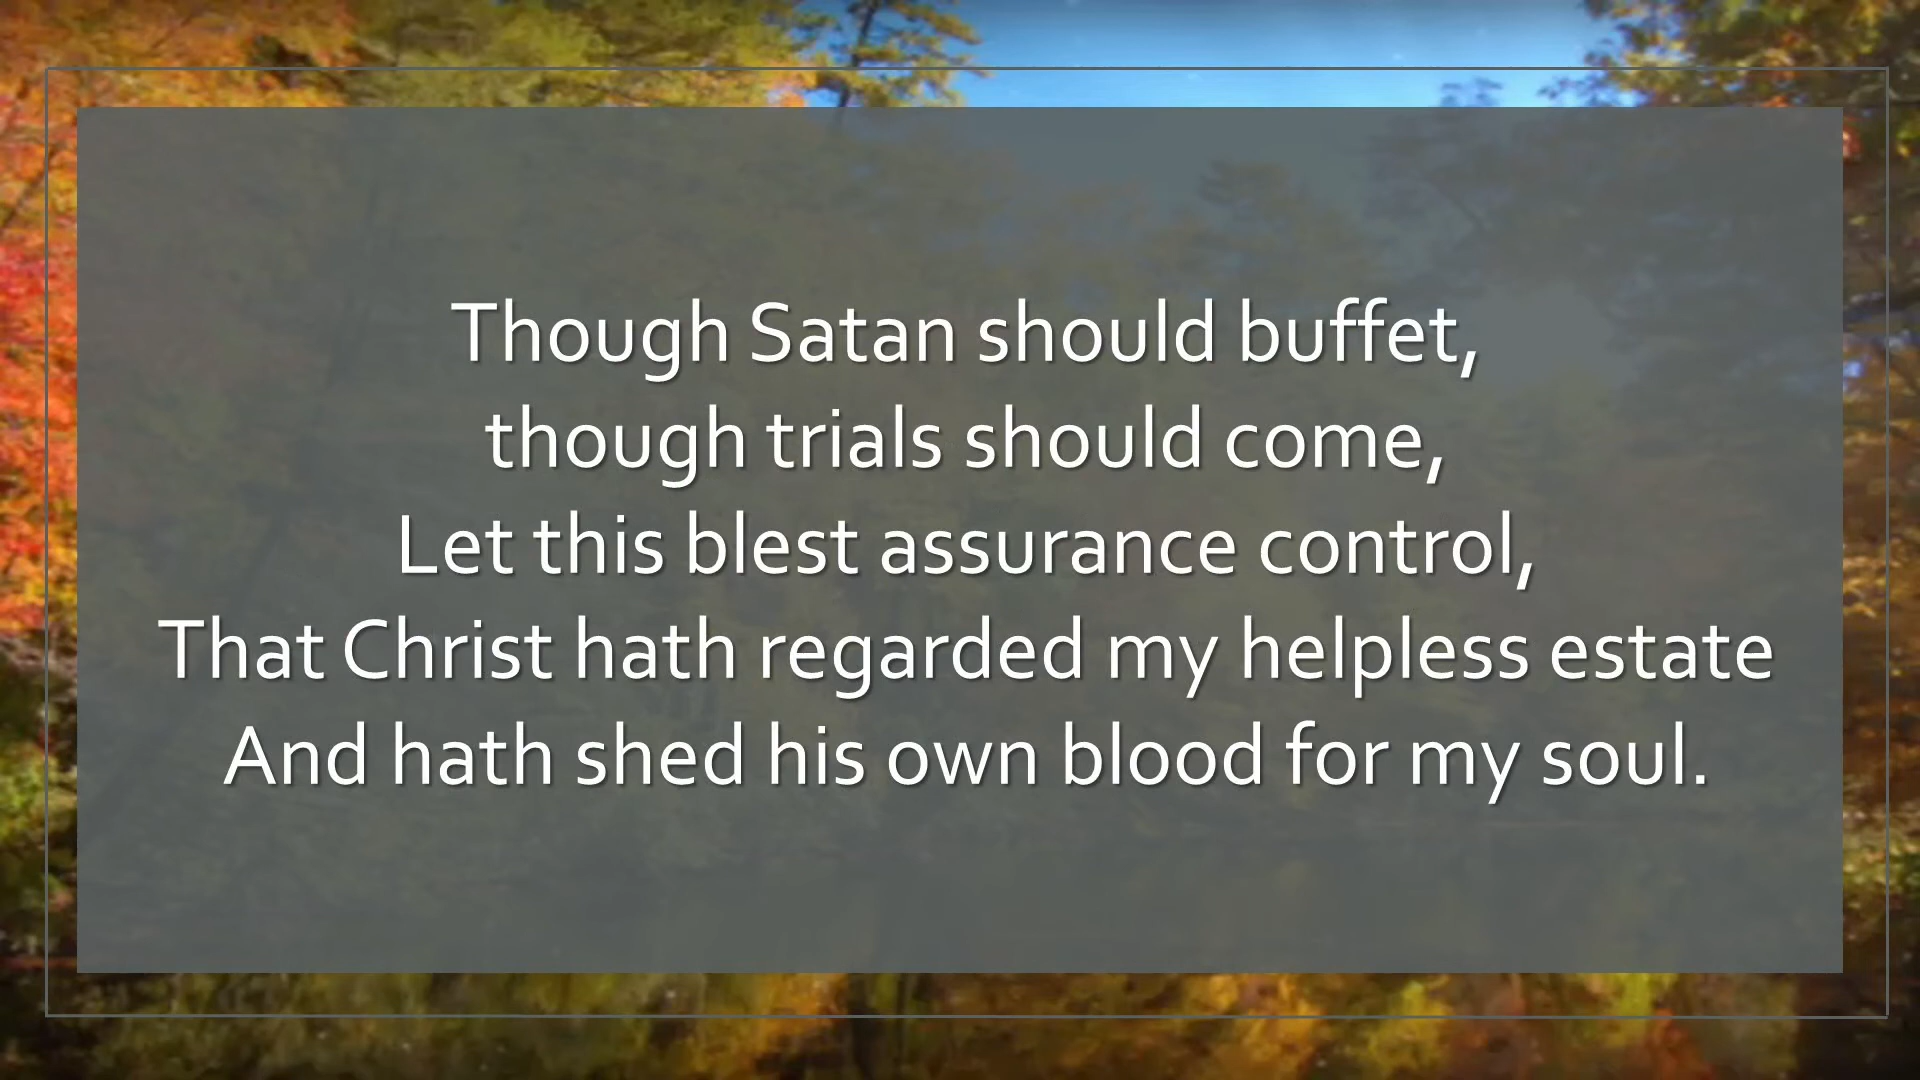 Though Satan should buffet,
though trials should come,
Let this blest assurance control,
That Christ hath regarded my helpless estate
And hath shed his own blood for my soul.